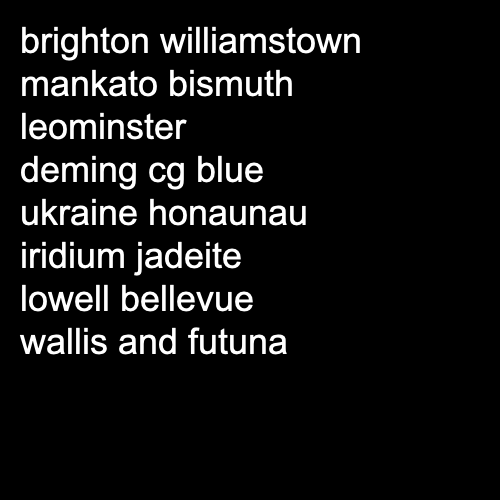 brighton williamstown
mankato bismuth
leominster
deming cg blue
ukraine honaunau
iridium jadeite
lowell bellevue
wallis and futuna